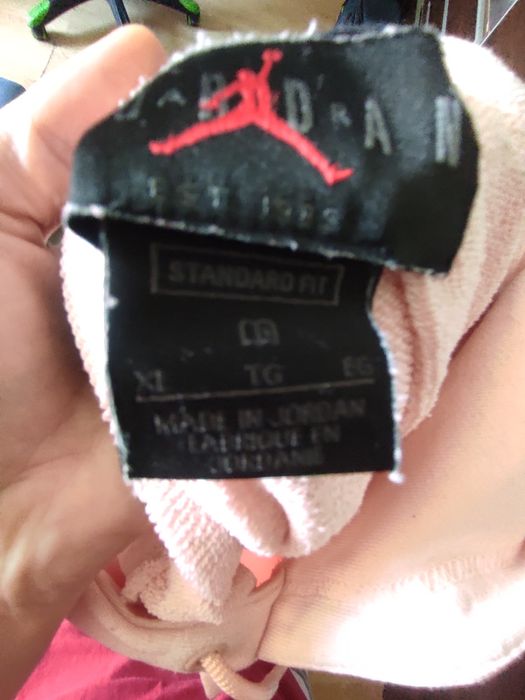 JORDAN
EST 1985
STANDARD FIT
XL TG EG
MADE IN JORDAN
FABRIQUÉ EN
JORDANIE